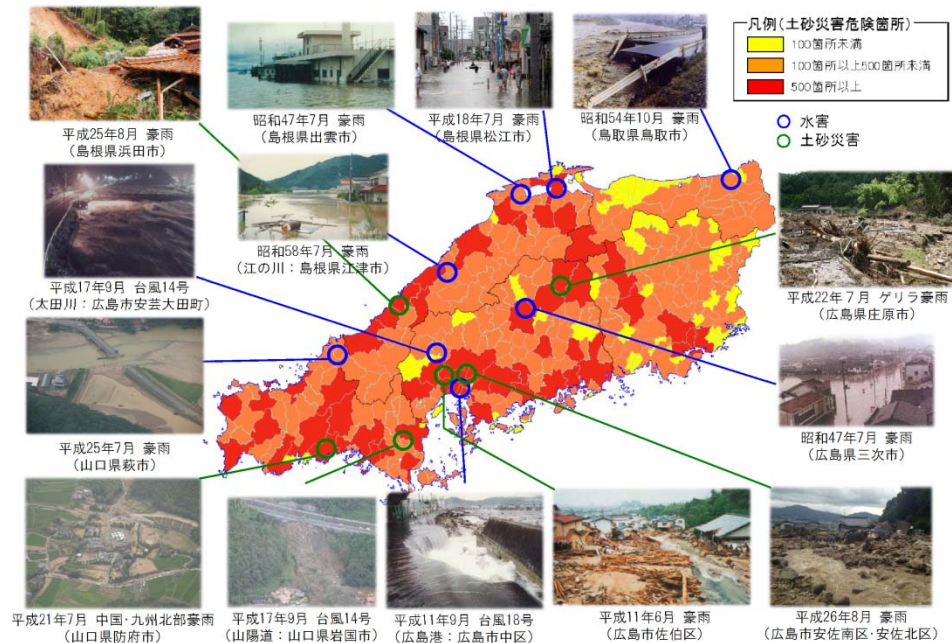 凡例(土砂災害危険箇所)
100箇所未満
100箇所以上500箇所未満
500箇所以上
水害
土砂災害
平成25年8月 豪雨
(島根県浜田市)
昭和47年7月 豪雨
(島根県出雲市)
平成18年7月 豪雨
(島根県松江市)
昭和54年10月 豪雨
(鳥取県鳥取市)
平成17年9月 台風14号
(太田川:広島市安芸大田町)
昭和58年7月 豪雨
(江の川:島根県江津市)
平成22年7月 ゲリラ豪雨
(広島県庄原市)
平成25年7月 豪雨
(山口県萩市)
昭和47年7月 豪雨
(広島県三次市)
平成21年7月 中国・九州北部豪雨
(山口県防府市)
平成17年9月 台風14号
(山陽道:山口県岩国市)
平成11年9月 台風18号
(広島港:広島市中区)
平成11年6月 豪雨
(広島市佐伯区)
平成26年8月 豪雨
(広島市安佐南区・安佐北区)